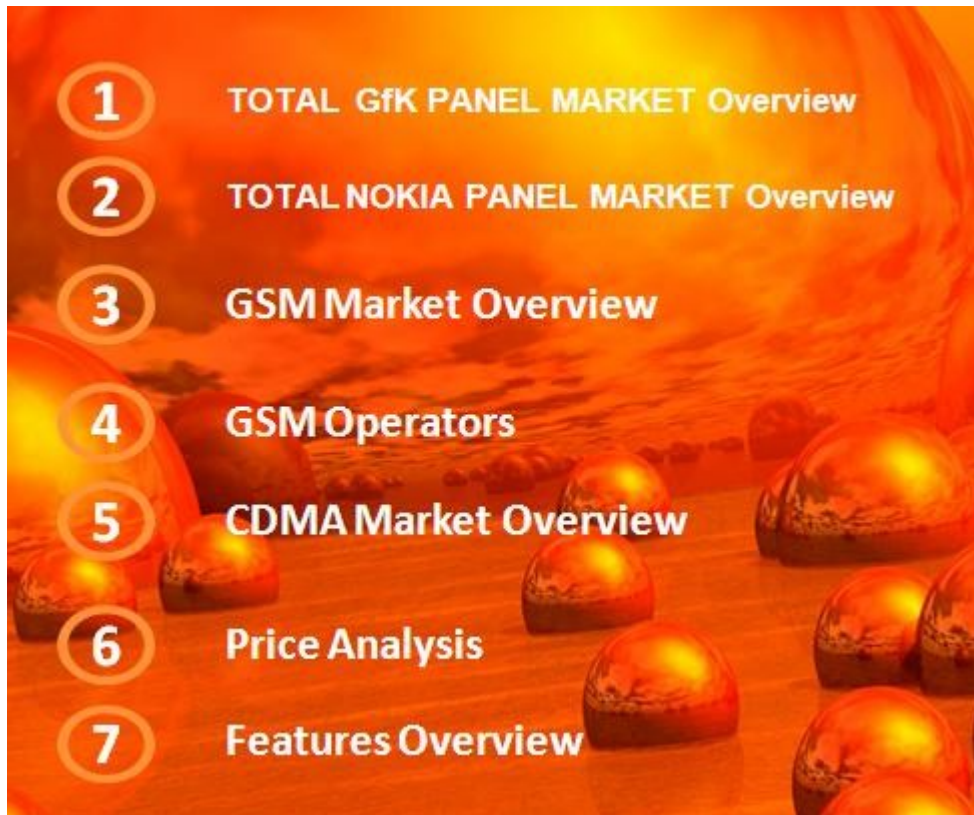 1 TOTAL GfK PANEL MARKET Overview
2 TOTAL NOKIA PANEL MARKET Overview
3 GSM Market Overview
4 GSM Operators
5 CDMA Market Overview
6 Price Analysis
7 Features Overview